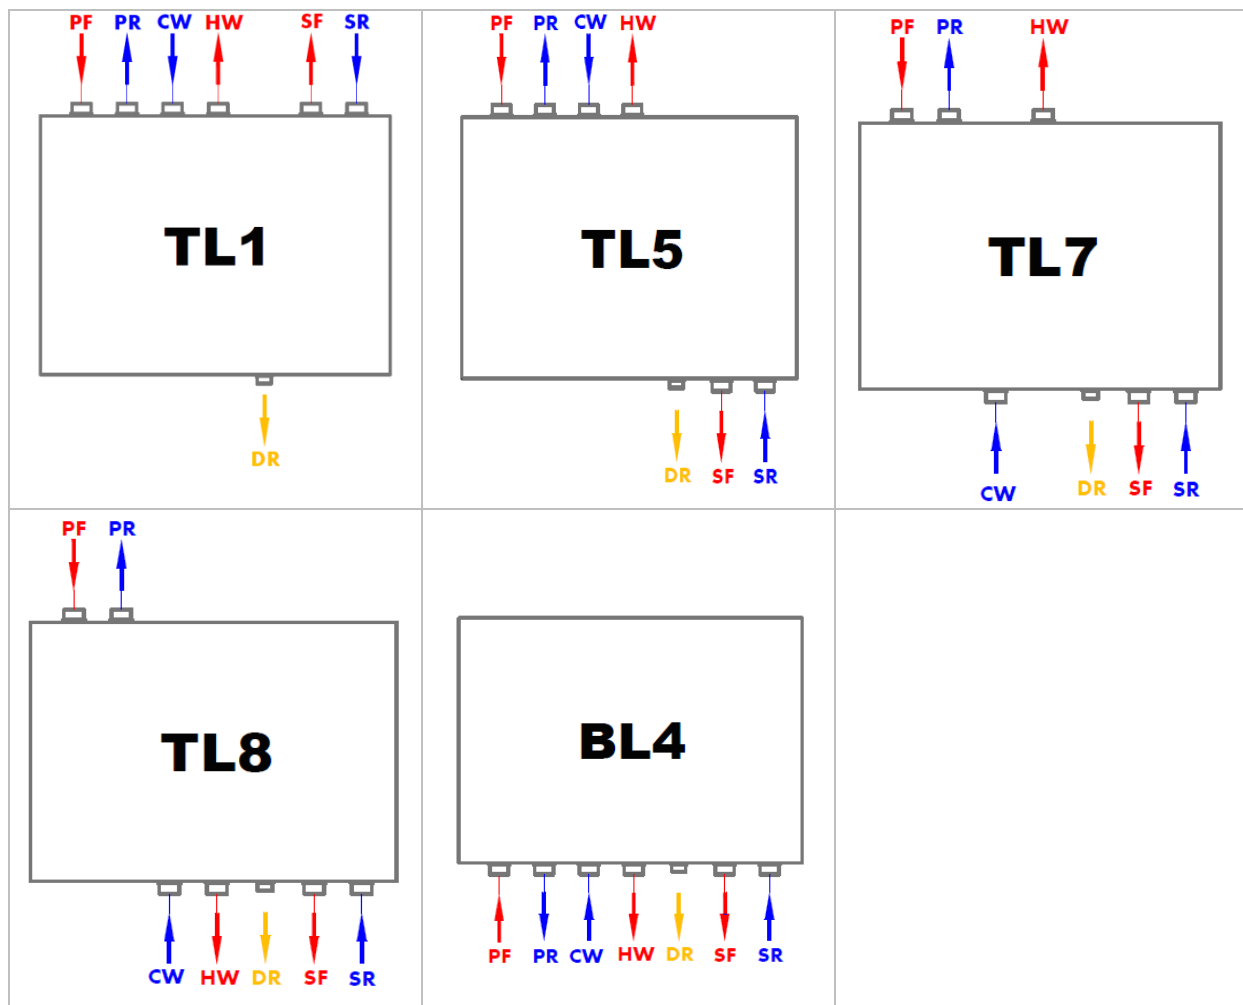 PF PR CW HW SF SR
TL1
DR
PF PR CW HW
TL5
DR SF SR
PF PR HW
TL7
CW DR SF SR
PF PR
TL8
CW HW DR SF SR
BL4
PF PR CW HW DR SF SR